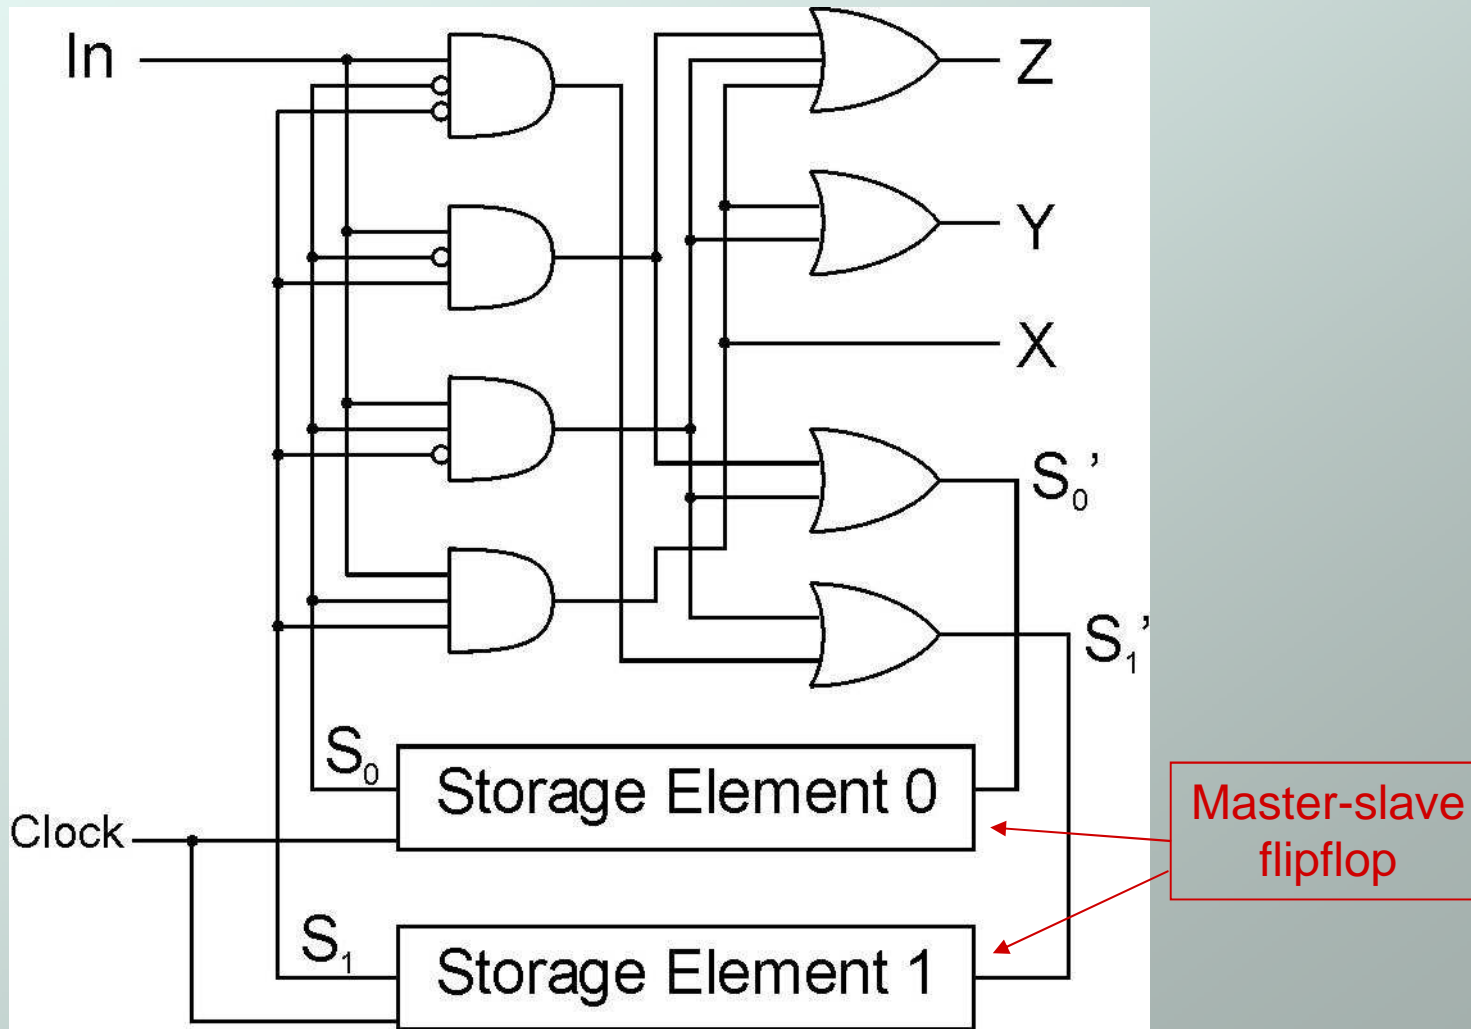 In
Z
Y
X
S₀’
S₁’
S₀
Storage Element 0
Clock
Master-slave
flipflop
S₁
Storage Element 1